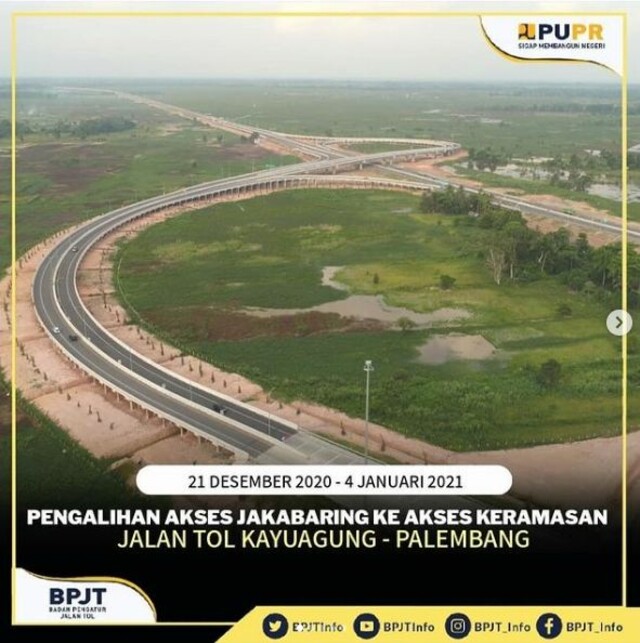 PUPR
SIGAP MEMBANGUN NEGERI
21 DESEMBER 2020 - 4 JANUARI 2021
PENGALIHAN AKSES JAKABARING KE AKSES KERAMASAN
JALAN TOL KAYUAGUNG - PALEMBANG
BPJT
BADAN PENGATUR
JALAN TOL
BPJTInfo BPJTInfo BPJT_Info BPJT_Info